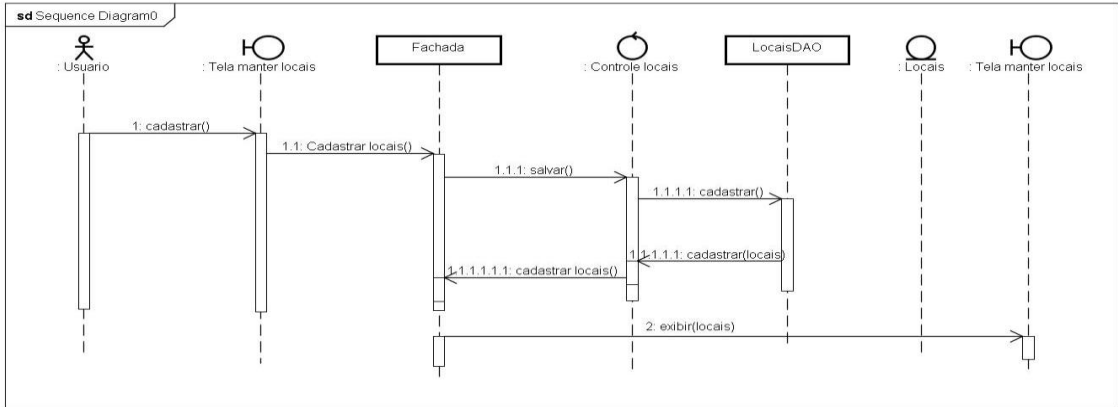 sd Sequence Diagram0
: Usuario
: Tela manter locais
Fachada
: Controle locais
LocaisDAO
: Locais
: Tela manter locais
1: cadastrar()
1.1: Cadastrar locais()
1.1.1: salvar()
1.1.1.1: cadastrar()
1.1.1.1.1: cadastrar(locais)
1.1.1.1.1.1: cadastrar locais()
2: exibir(locais)